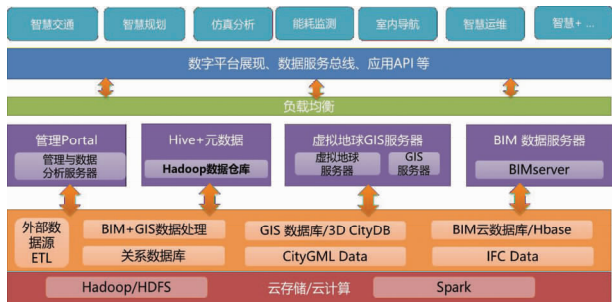 智慧交通 智慧规划 仿真分析 能耗监测 室内导航 智慧运维 智慧+ ...
数字平台展现、数据服务总线、应用API 等
负载均衡
管理Portal Hive+元数据 虚拟地球GIS服务器 BIM 数据服务器
管理与数据
分析服务器
Hadoop数据仓库
虚拟地球
服务器
GIS
服务器
BIMserver
外部数
据源
ETL
BIM+GIS数据处理 GIS 数据库/3D CityDB BIM云数据库/Hbase
关系数据库 CityGML Data IFC Data
Hadoop/HDFS 云存储/云计算 Spark